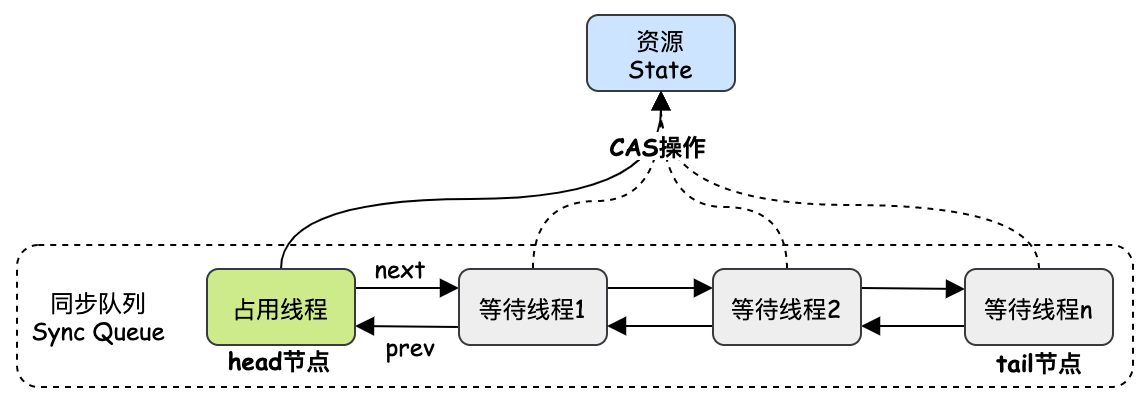 资源
State
CAS操作
同步队列
Sync Queue
占用线程
head节点
next
prev
等待线程1
等待线程2
等待线程n
tail节点